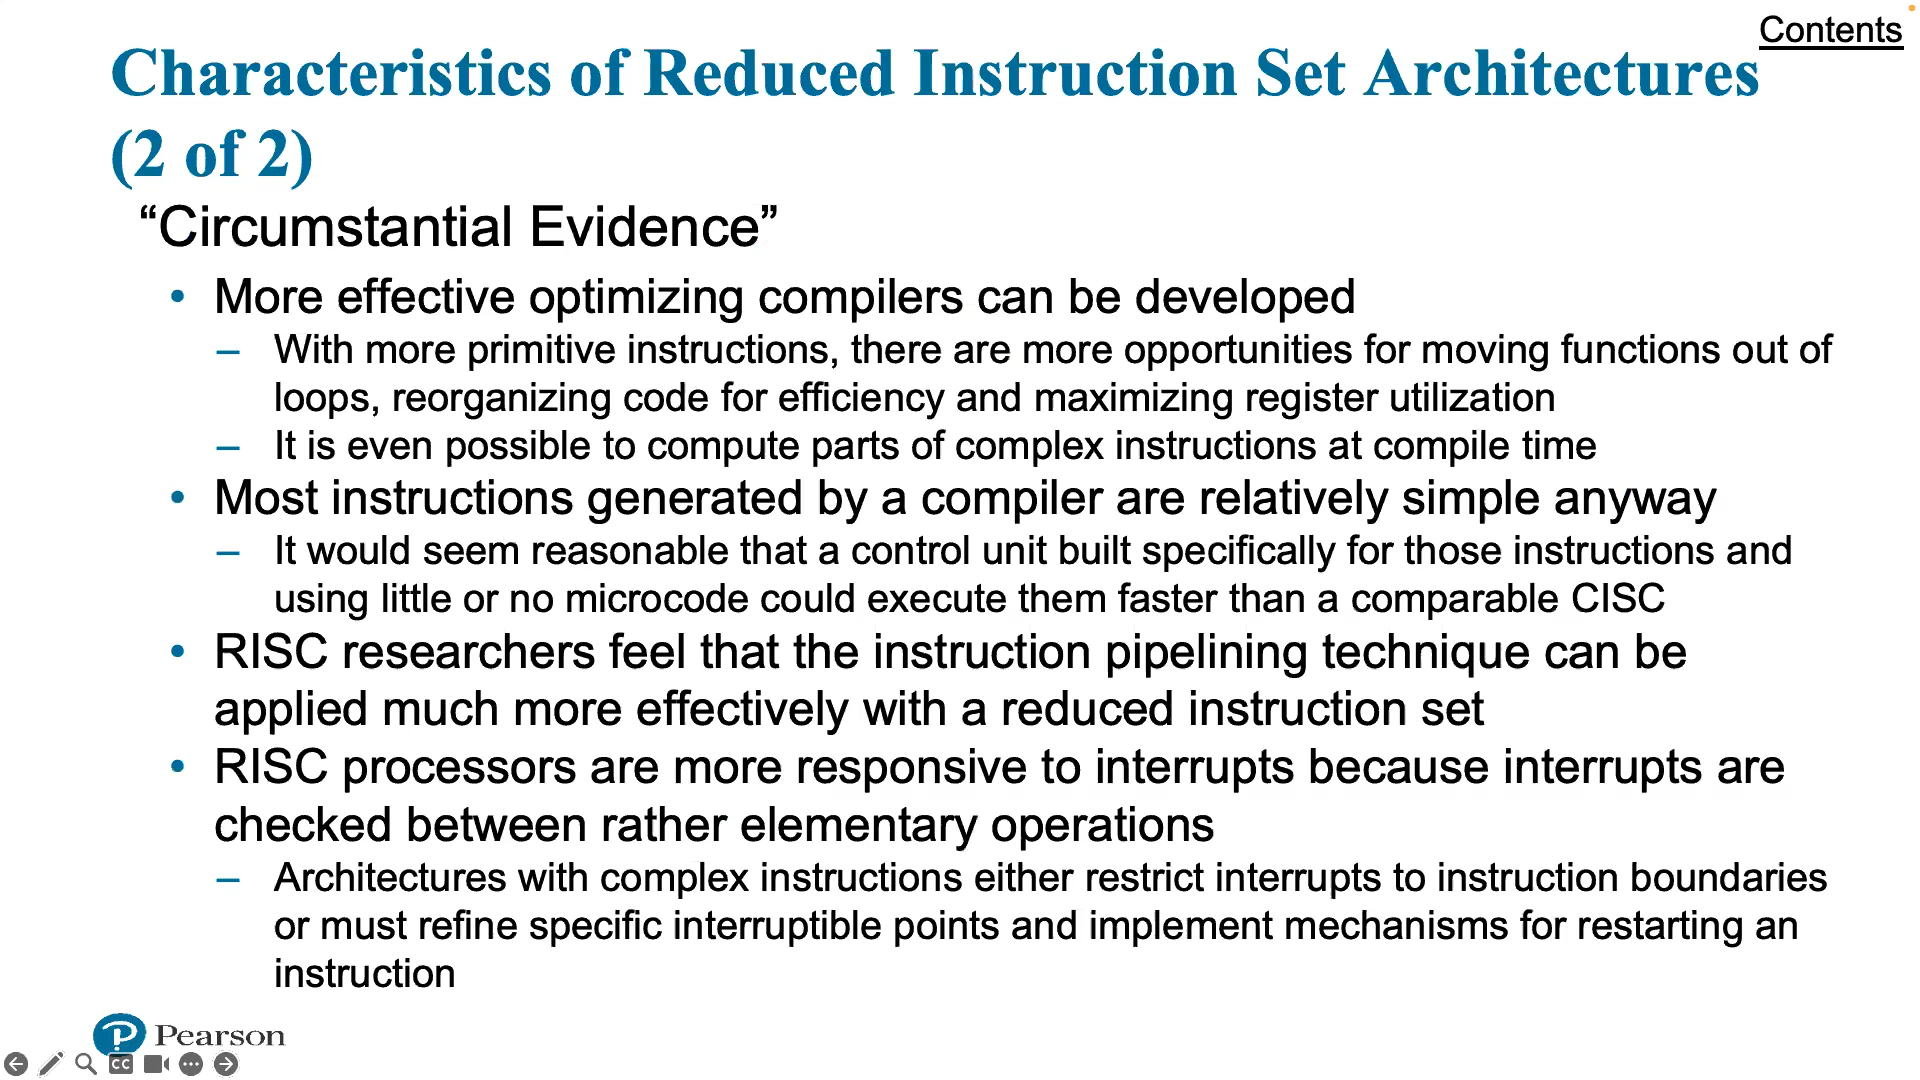 Contents
Characteristics of Reduced Instruction Set Architectures
(2 of 2)
“Circumstantial Evidence”
• More effective optimizing compilers can be developed
– With more primitive instructions, there are more opportunities for moving functions out of
loops, reorganizing code for efficiency and maximizing register utilization
– It is even possible to compute parts of complex instructions at compile time
• Most instructions generated by a compiler are relatively simple anyway
– It would seem reasonable that a control unit built specifically for those instructions and
using little or no microcode could execute them faster than a comparable CISC
• RISC researchers feel that the instruction pipelining technique can be
applied much more effectively with a reduced instruction set
• RISC processors are more responsive to interrupts because interrupts are
checked between rather elementary operations
– Architectures with complex instructions either restrict interrupts to instruction boundaries
or must refine specific interruptible points and implement mechanisms for restarting an
instruction
P Pearson
CC